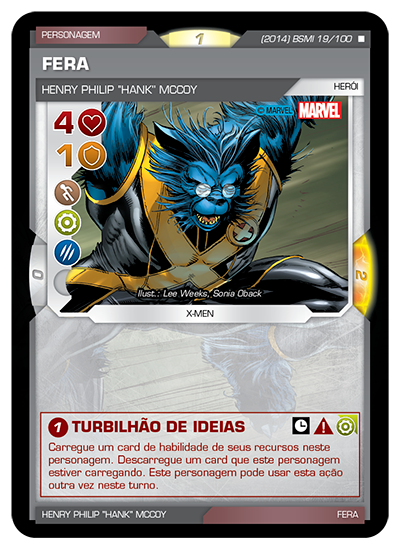 PERSONAGEM
1
(2014) BSMI 19/100
FERA
HENRY PHILIP "HANK" MCCOY
HERÓI
4
© MARVEL
MARVEL
1
0
2
Ilust.: Lee Weeks, Sonia Oback
X-MEN
1 TURBILHÃO DE IDEIAS
Carregue um card de habilidade de seus recursos neste
personagem. Descarregue um card que este personagem
estiver carregando. Este personagem pode usar esta ação
outra vez neste turno.
HENRY PHILIP "HANK" MCCOY
FERA